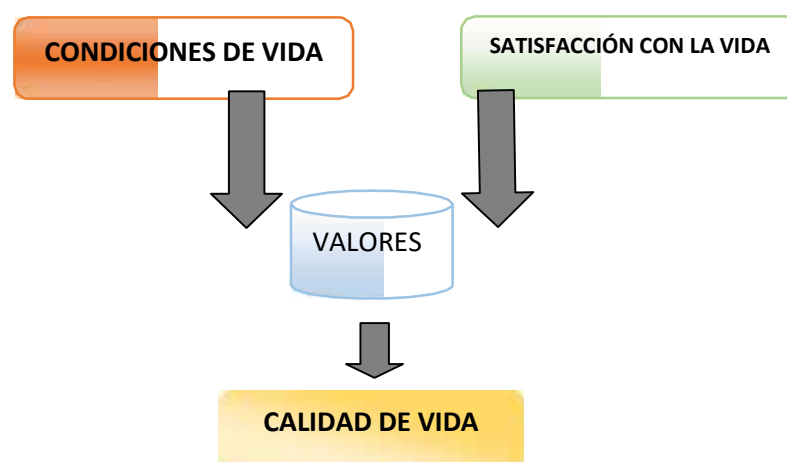 CONDICIONES DE VIDA
SATISFACCIÓN CON LA VIDA
VALORES
CALIDAD DE VIDA